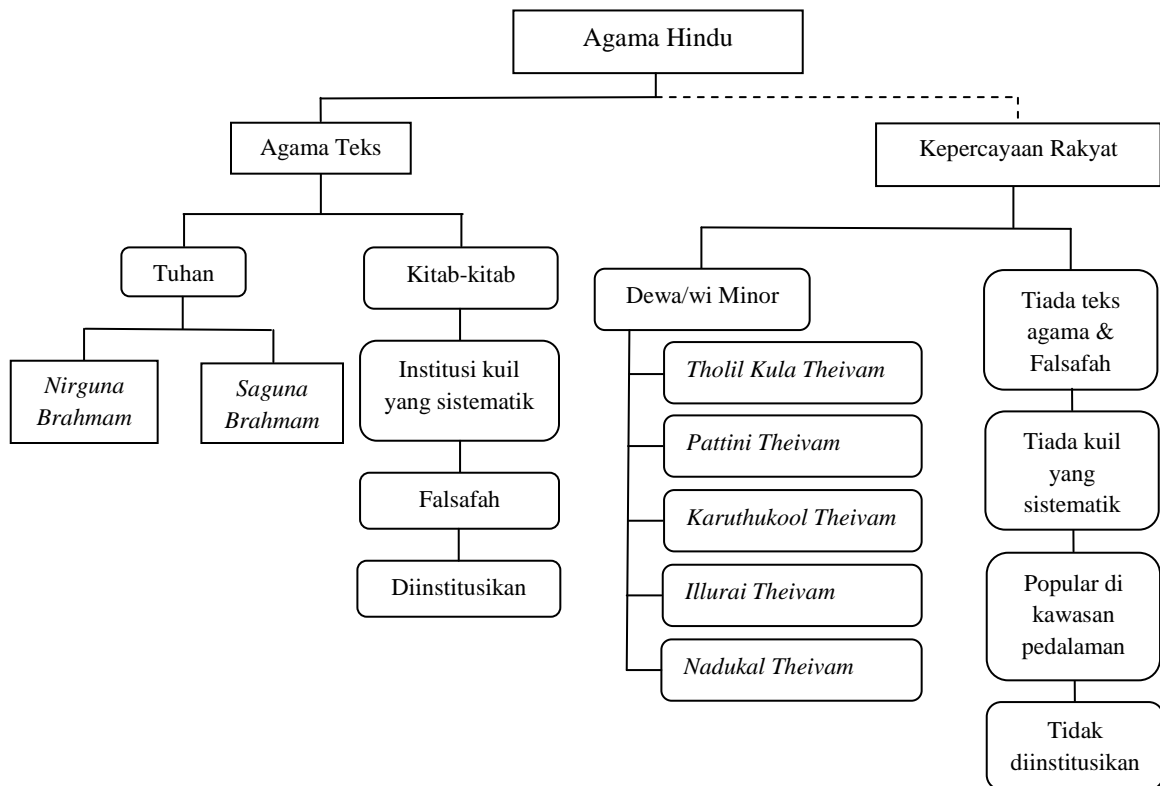 Agama Hindu
Agama Teks
Kepercayaan Rakyat
Tuhan
Kitab-kitab
Nirguna
Brahmam
Saguna
Brahmam
Institusi kuil
yang sistematik
Falsafah
Diinstitusikan
Dewa/wi Minor
Tholil Kula Theivam
Pattini Theivam
Karuthukool Theivam
Illurai Theivam
Nadukal Theivam
Tiada teks
agama &
Falsafah
Tiada kuil
yang
sistematik
Popular di
kawasan
pedalaman
Tidak
diinstitusikan